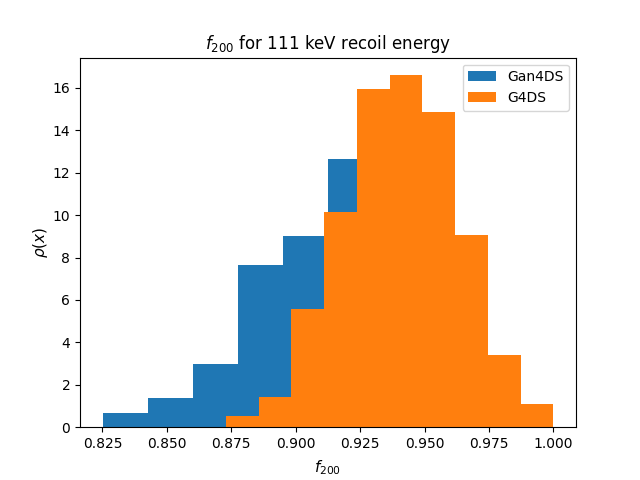 f₂₀₀ for 111 keV recoil energy
Gan4DS
G4DS
ρ(x)
16
14
12
10
8
6
4
2
0
0.825 0.850 0.875 0.900 0.925 0.950 0.975 1.000
f₂₀₀